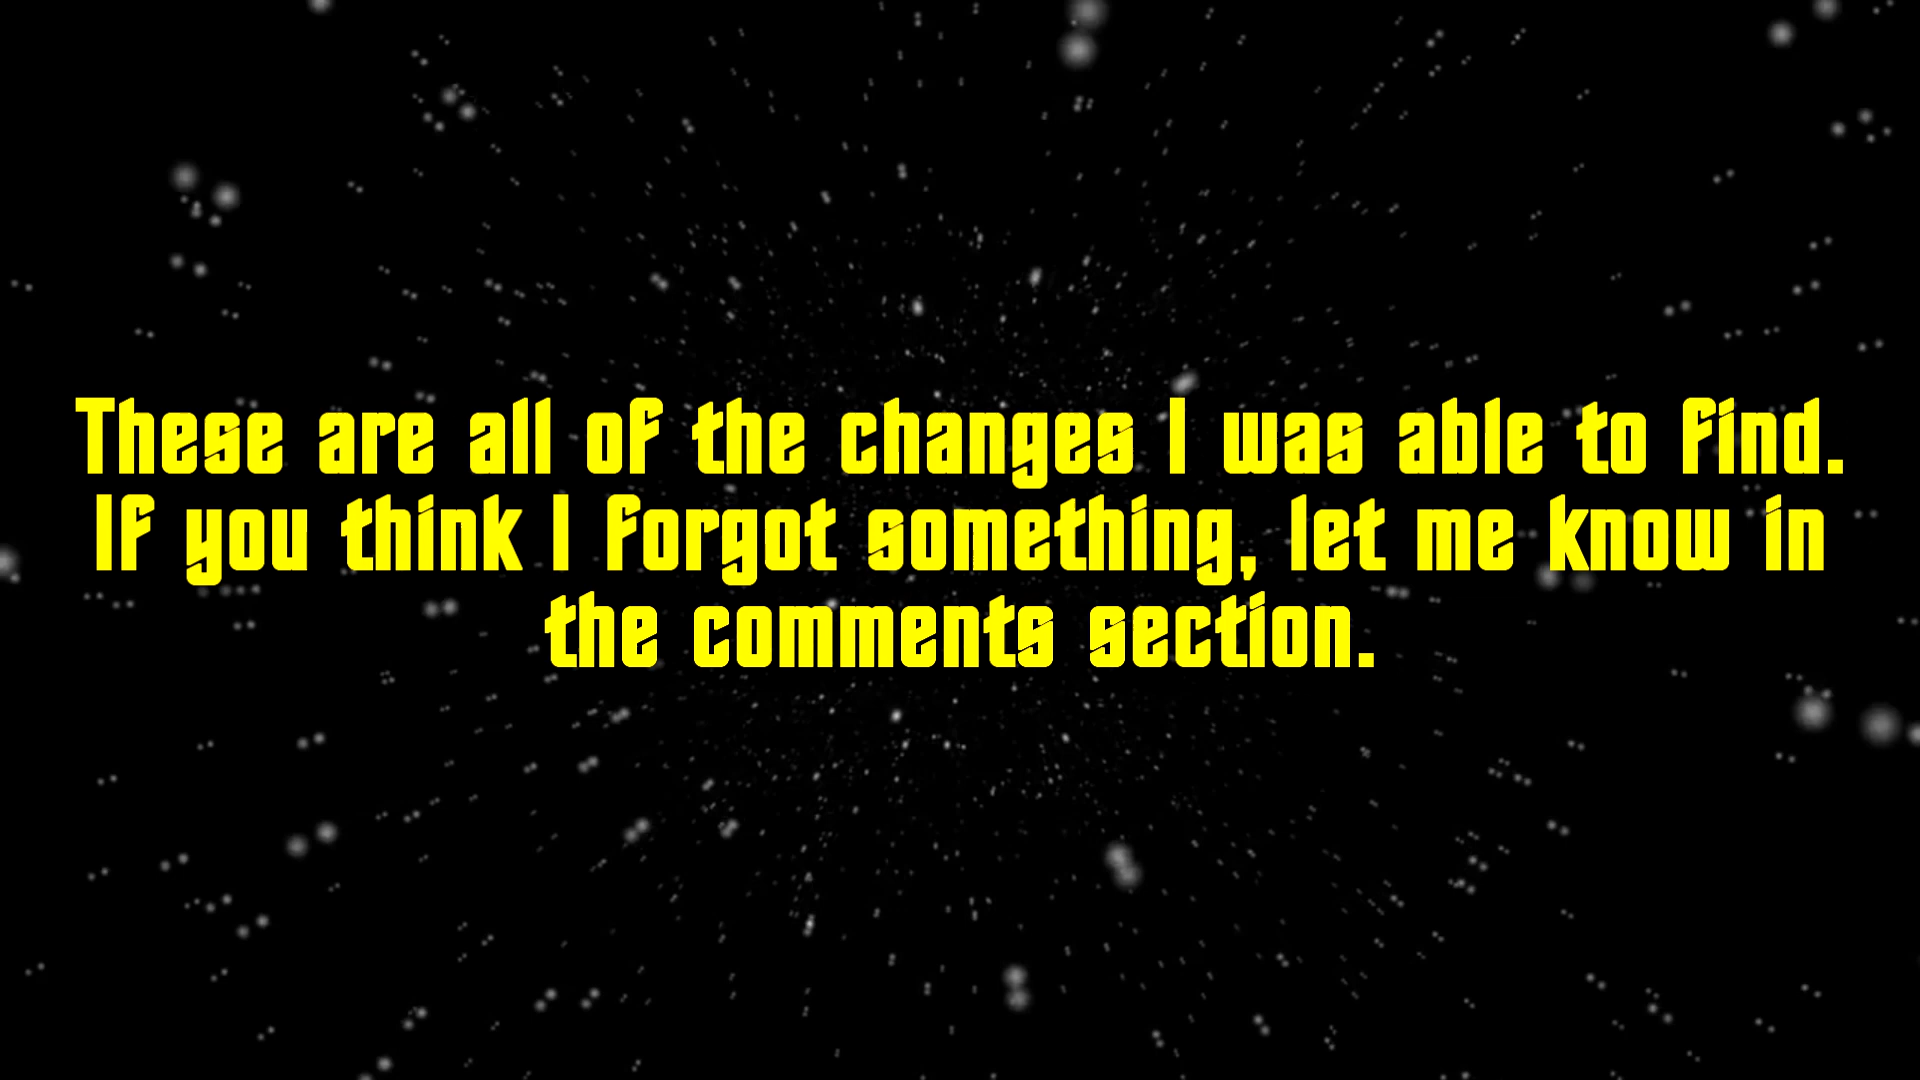 These are all of the changes I was able to find.
If you think I forgot something, let me know in
the comments section.